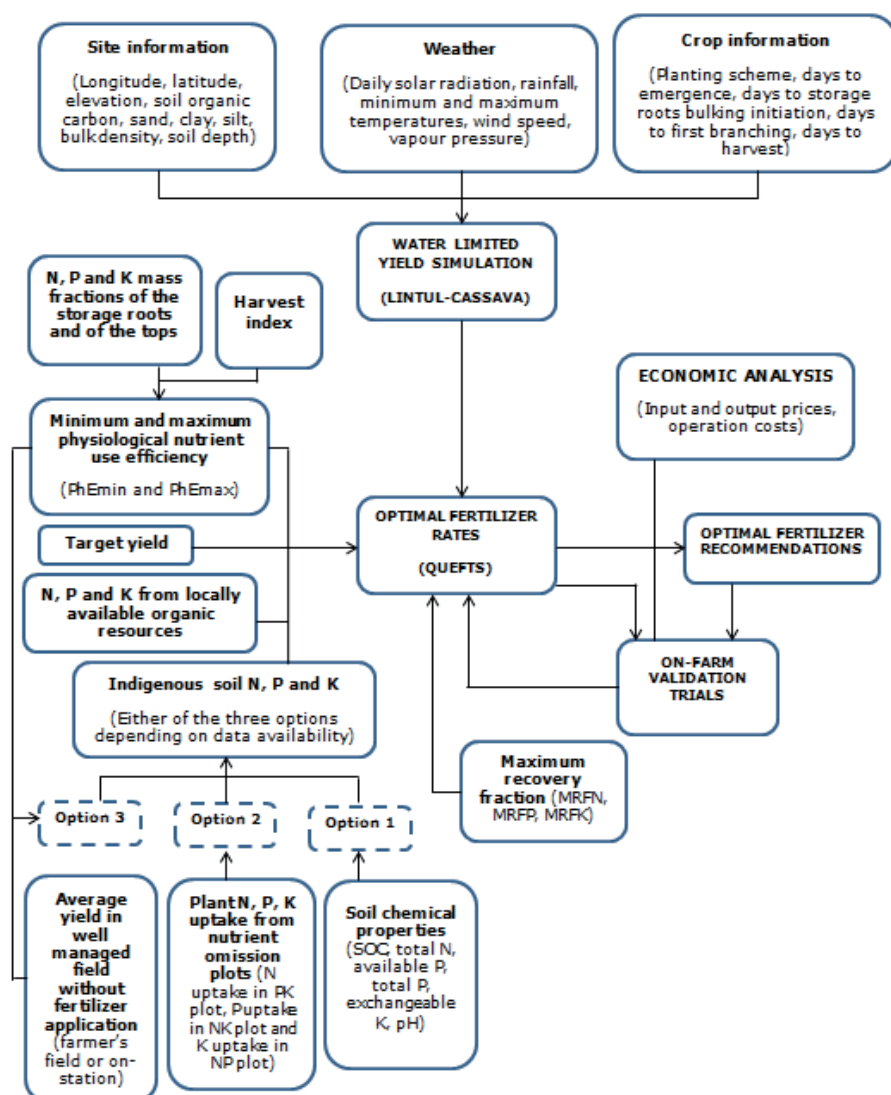 Site information
(Longitude, latitude,
elevation, soil organic
carbon, sand, clay, silt,
bulk density, soil depth)
Weather
(Daily solar radiation, rainfall,
minimum and maximum
temperatures, wind speed,
vapour pressure)
Crop information
(Planting scheme, days to
emergence, days to storage
roots bulking initiation, days
to first branching, days to
harvest)
WATER LIMITED
YIELD SIMULATION
(LINTUL-CASSAVA)
N, P and K mass
fractions of the
storage roots
and of the tops
Harvest
index
ECONOMIC ANALYSIS
(Input and output prices,
operation costs)
Minimum and maximum
physiological nutrient
use efficiency
(PhEmin and PhEmax)
Target yield
OPTIMAL FERTILIZER
RATES
(QUEFTS)
OPTIMAL FERTILIZER
RECOMMENDATIONS
N, P and K from locally
available organic
resources
Indigenous soil N, P and K
(Either of the three options
depending on data availability)
ON-FARM
VALIDATION
TRIALS
Maximum
recovery
fraction (MRFN,
MRFP, MRFK)
Option 3
Option 2
Option 1
Average
yield in
well
managed
field
without
fertilizer
application
(farmer's
field or on-
station)
Plant N, P, K
uptake from
nutrient
omission
plots (N
uptake in PK
plot, Puptake
in NK plot and
K uptake in
NP plot)
Soil chemical
properties
(SOC, total N,
available P,
total P,
exchangeable
K, pH)